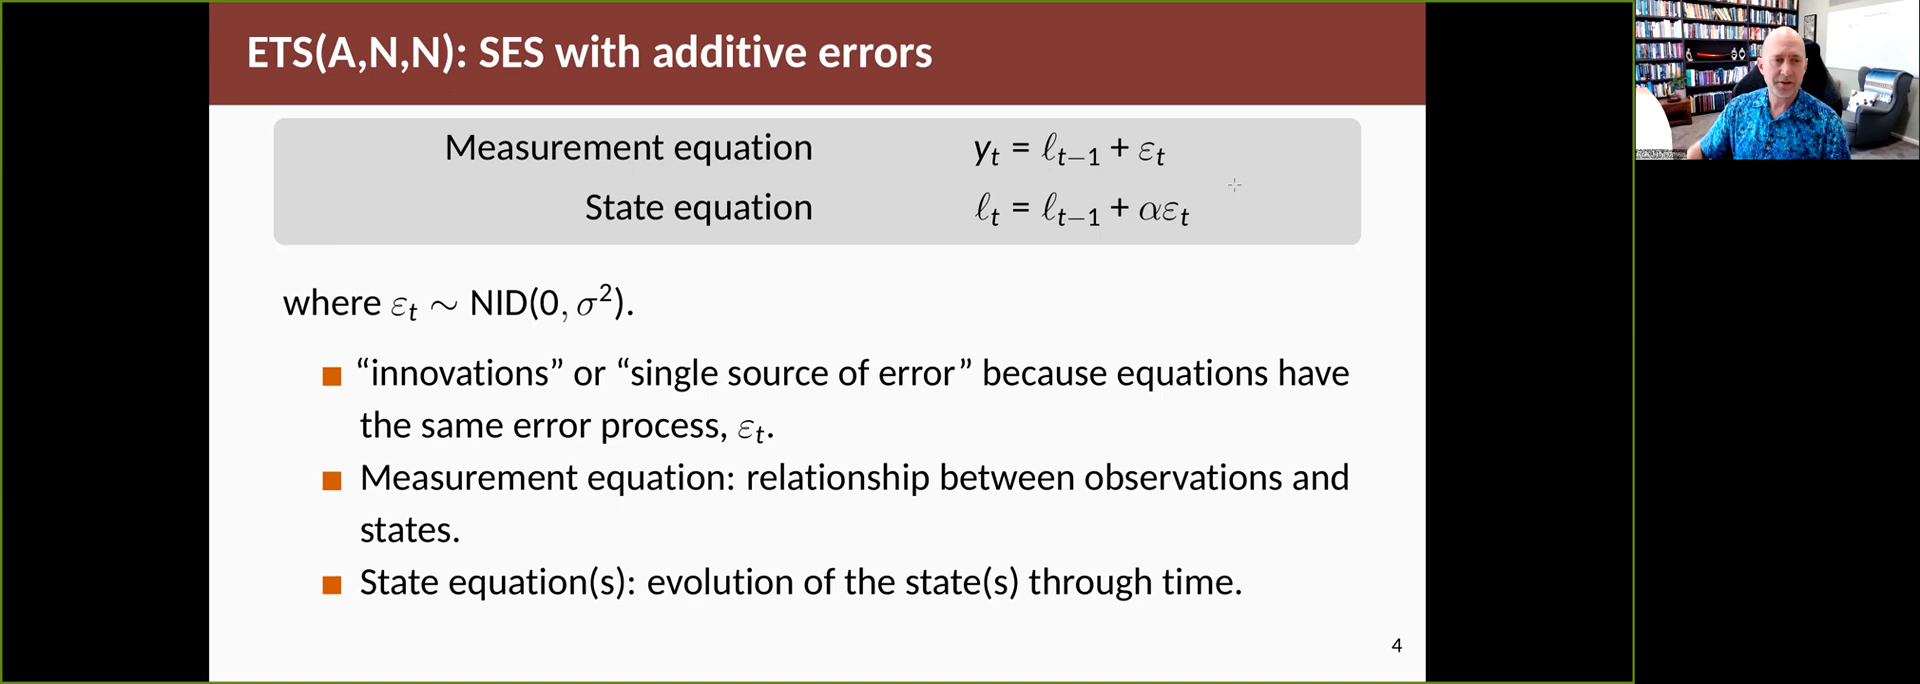 ETS(A,N,N): SES with additive errors
Measurement equation yₜ = ℓₜ₋₁ + εₜ
State equation ℓₜ = ℓₜ₋₁ + αεₜ
where εₜ ∼ NID(0, σ²).
“innovations” or “single source of error” because equations have
the same error process, εₜ.
Measurement equation: relationship between observations and
states.
State equation(s): evolution of the state(s) through time.
4